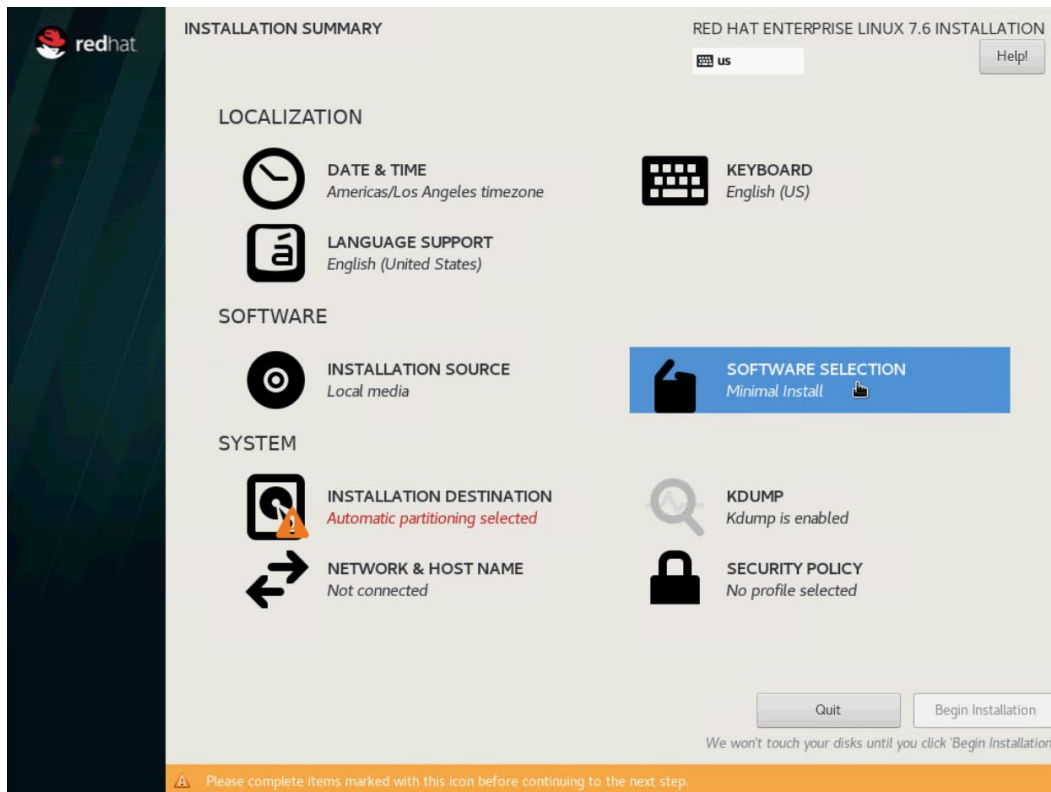 redhat
INSTALLATION SUMMARY
RED HAT ENTERPRISE LINUX 7.6 INSTALLATION
us
Help!
LOCALIZATION
DATE & TIME
Americas/Los Angeles timezone
KEYBOARD
English (US)
á
LANGUAGE SUPPORT
English (United States)
SOFTWARE
INSTALLATION SOURCE
Local media
SOFTWARE SELECTION
Minimal Install
SYSTEM
INSTALLATION DESTINATION
Automatic partitioning selected
KDUMP
Kdump is enabled
NETWORK & HOST NAME
Not connected
SECURITY POLICY
No profile selected
Quit
Begin Installation
We won't touch your disks until you click 'Begin Installation
Please complete items marked with this icon before continuing to the next step.